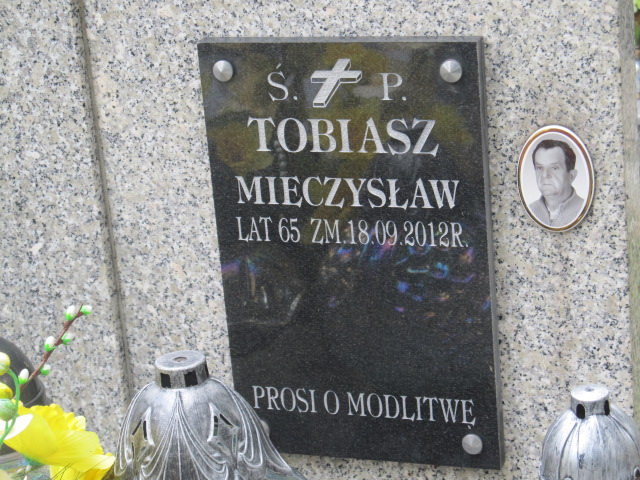 Ś. P.
TOBIASZ
MIECZYSŁAW
LAT 65 ZM.18.09.2012R.
PROSI O MODLITWĘ